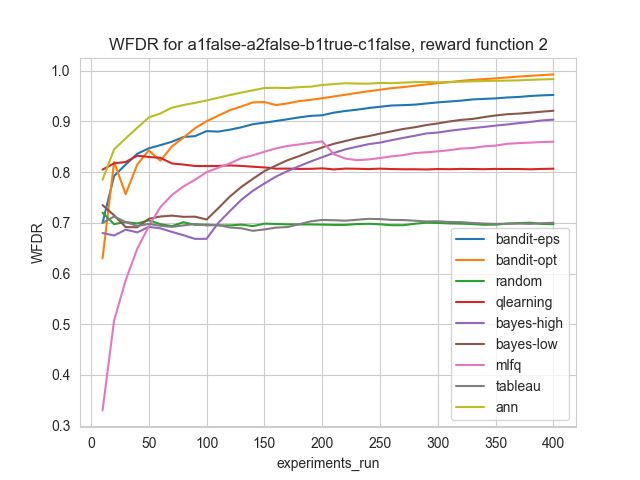 WFDR for a1false-a2false-b1true-c1false, reward function 2
WFDR
1.0
0.9
0.8
0.7
0.6
0.5
0.4
0.3
0
50
100
150
200
250
300
350
400
experiments_run
bandit-eps
bandit-opt
random
qlearning
bayes-high
bayes-low
mlfq
tableau
ann